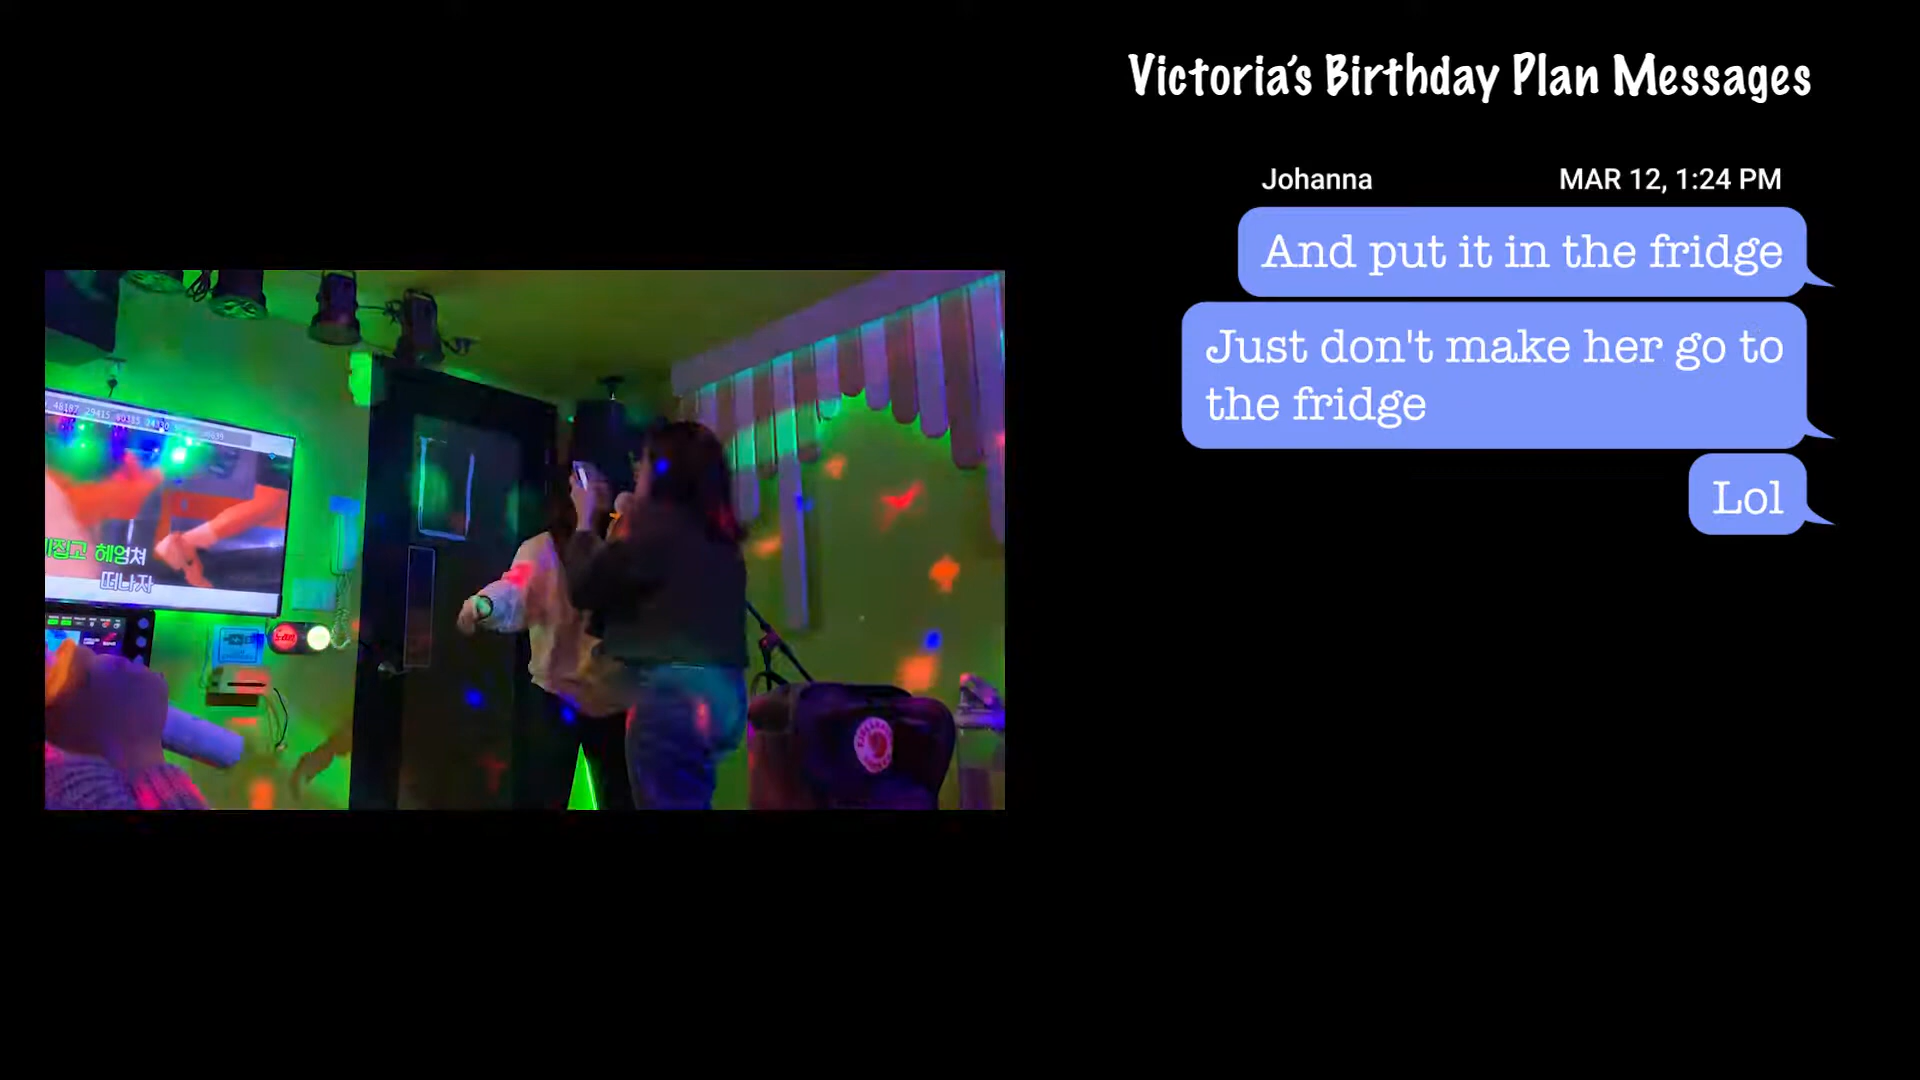 Victoria's Birthday Plan Messages
Johanna
MAR 12, 1:24 PM
And put it in the fridge
Just don't make her go to
the fridge
Lol
헤엄쳐
떠나자